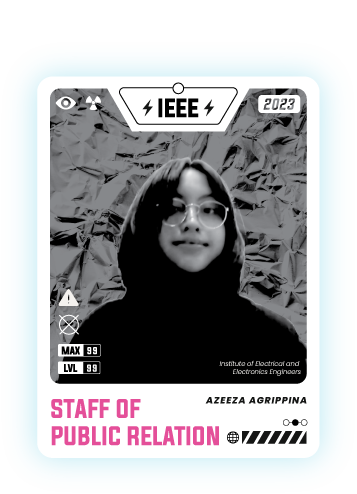 IEEE
2023
MAX 99
LVL 99
Institute of Electrical and
Electronics Engineers
AZEEZA AGRIPPINA
STAFF OF
PUBLIC RELATION